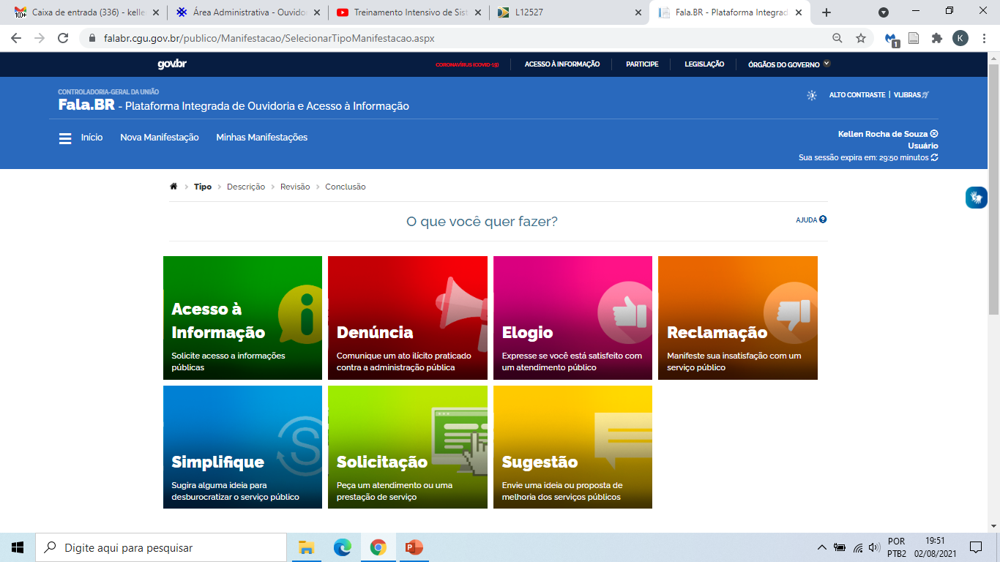 100+ Caixa de entrada (336) - kelle
Área Administrativa - Ouvido
Treinamento Intensivo de Sist
L12527
Fala.BR - Plataforma Integrad
falabr.cgu.gov.br/publico/Manifestacao/SelecionarTipoManifestacao.aspx
K
1
gov.br
CORONAVÍRUS (COVID-19)
ACESSO À INFORMAÇÃO
PARTICIPE
LEGISLAÇÃO
ÓRGÃOS DO GOVERNO
CONTROLADORIA-GERAL DA UNIÃO
Fala.BR - Plataforma Integrada de Ouvidoria e Acesso à Informação
ALTO CONTRASTE | VLIBRAS
Início
Nova Manifestação
Minhas Manifestações
Kellen Rocha de Souza
Usuário
Sua sessão expira em: 29:50 minutos
Tipo > Descrição > Revisão > Conclusão
O que você quer fazer?
AJUDA
Acesso à
Informação
Solicite acesso a informações
públicas
Denúncia
Comunique um ato ilícito praticado
contra a administração pública
Elogio
Expresse se você está satisfeito com
um atendimento público
Reclamação
Manifeste sua insatisfação com um
serviço público
Simplifique
Sugira alguma ideia para
desburocratizar o serviço público
Solicitação
Peça um atendimento ou uma
prestação de serviço
Sugestão
Envie uma ideia ou proposta de
melhoria dos serviços públicos
Digite aqui para pesquisar
POR
PTB2
19:51
02/08/2021